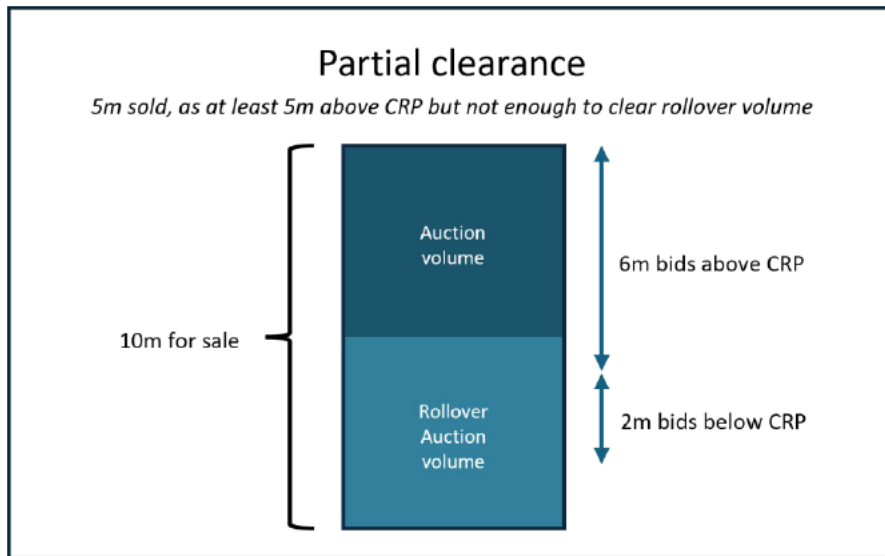 Partial clearance
5m sold, as at least 5m above CRP but not enough to clear rollover volume
Auction
volume
6m bids above CRP
10m for sale
Rollover
Auction
volume
2m bids below CRP